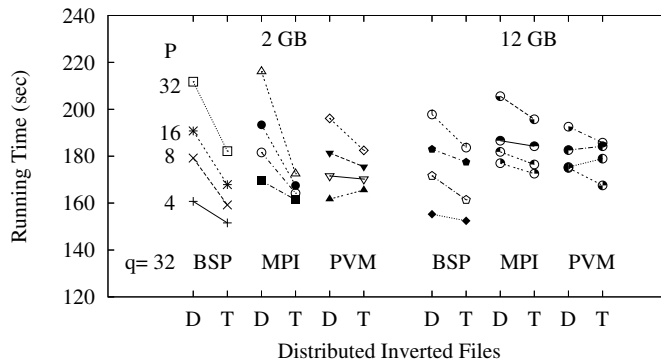 240
2 GB 12 GB
220
P
32
200
16
180
8
160
4
140
q= 32 BSP MPI PVM BSP MPI PVM
120
D T D T D T D T D T D T
Running Time (sec)
Distributed Inverted Files